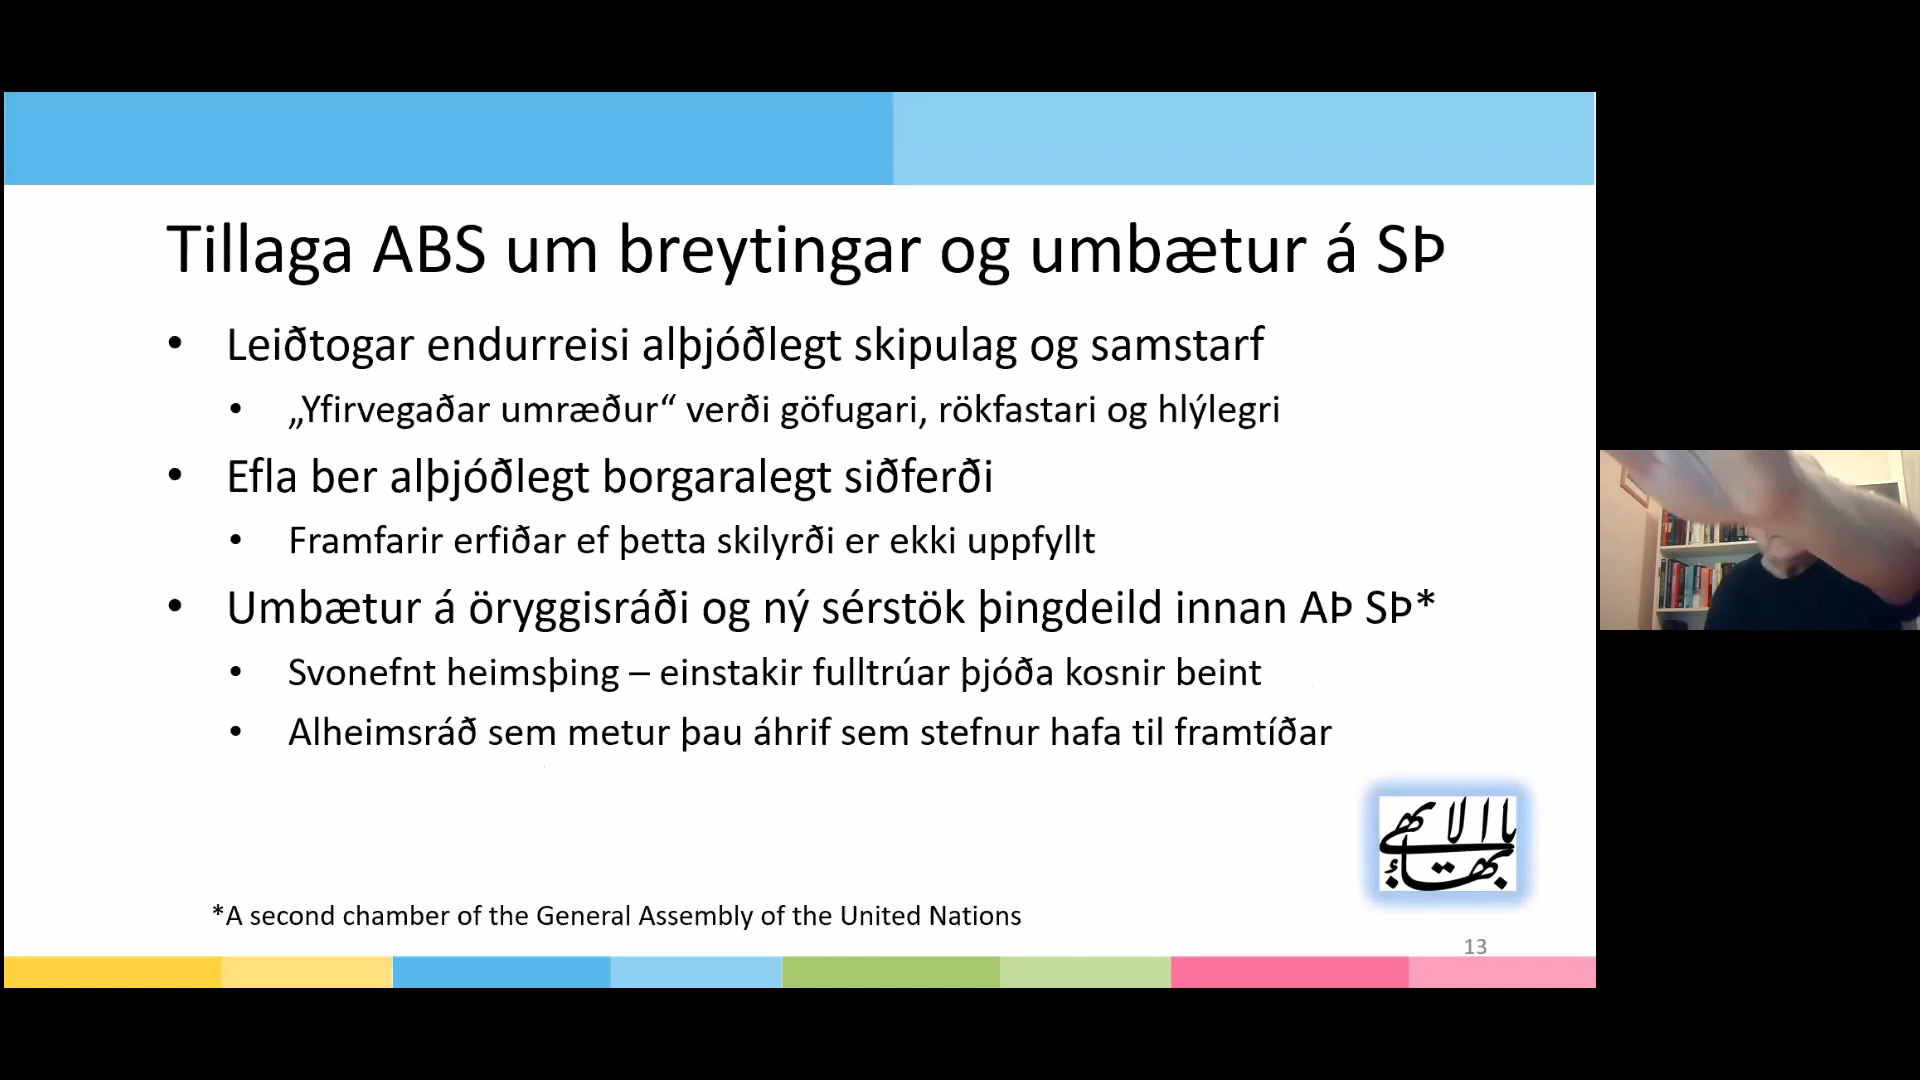 Tillaga ABS um breytingar og umbætur á SÞ
• Leiðtogar endurreisi alþjóðlegt skipulag og samstarf
• „Yfirvegaðar umræður“ verði göfugari, rökfastari og hlýlegri
• Efla ber alþjóðlegt borgaralegt siðferði
• Framfarir erfiðar ef þetta skilyrði er ekki uppfyllt
• Umbætur á öryggisráði og ný sérstök þingdeild innan AÞ SÞ*
• Svonefnt heimsþing – einstakir fulltrúar þjóða kosnir beint
• Alheimsráð sem metur þau áhrif sem stefnur hafa til framtíðar
يا بهاء الابهى
*A second chamber of the General Assembly of the United Nations
13